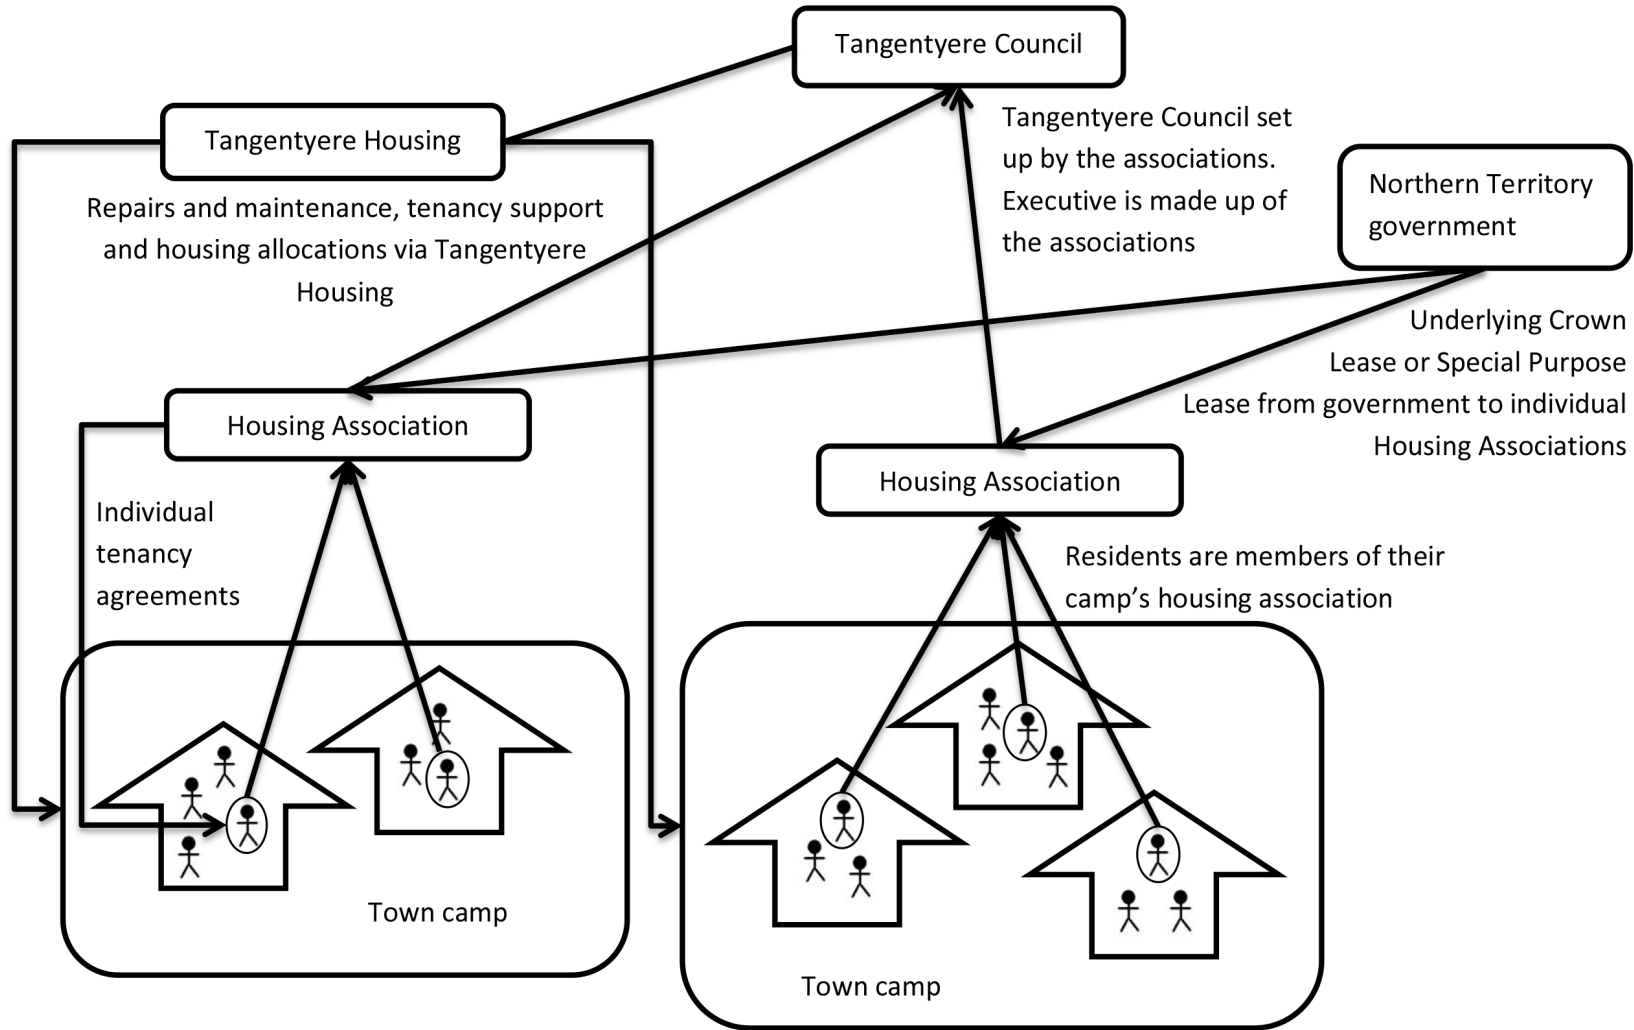 Tangentyere Council
Tangentyere Housing
Tangentyere Council set
up by the associations.
Executive is made up of
the associations
Northern Territory
government
Repairs and maintenance, tenancy support
and housing allocations via Tangentyere
Housing
Underlying Crown
Lease or Special Purpose
Lease from government to individual
Housing Associations
Housing Association
Housing Association
Individual
tenancy
agreements
Residents are members of their
camp’s housing association
Town camp
Town camp